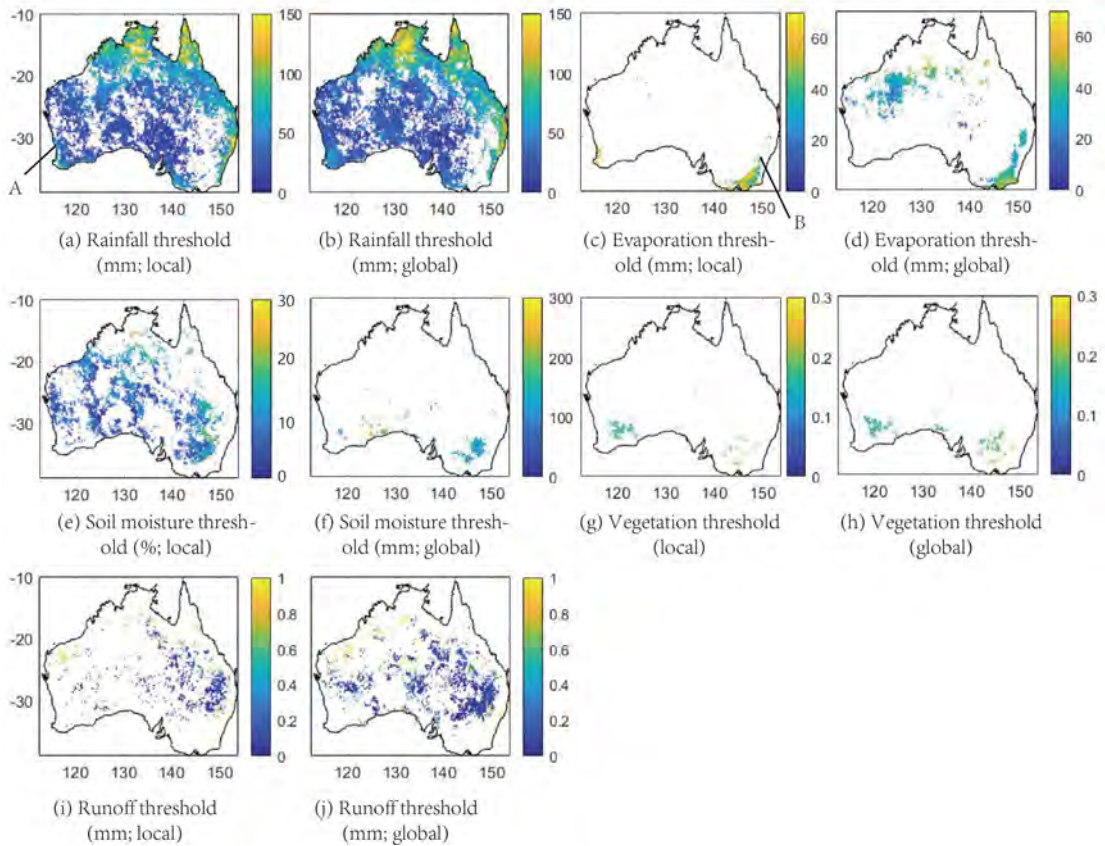 -10
-20
-30
120 130 140 150
150
100
50
0
A
(a) Rainfall threshold
(mm; local)
120 130 140 150
150
100
50
0
(b) Rainfall threshold
(mm; global)
120 130 140 150
150
100
50
0
B
(c) Evaporation thresh-
old (mm; local)
60
40
20
0
120 130 140 150
60
40
20
0
(d) Evaporation thresh-
old (mm; global)
-10
-20
-30
120 130 140 150
30
20
10
0
(e) Soil moisture thresh-
old (%; local)
120 130 140 150
300
200
100
0
(f) Soil moisture thresh-
old (mm; global)
120 130 140 150
0.3
0.2
0.1
0
(g) Vegetation threshold
(local)
120 130 140 150
0.3
0.2
0.1
0
(h) Vegetation threshold
(global)
-10
-20
-30
120 130 140 150
1
0.8
0.6
0.4
0.2
0
(i) Runoff threshold
(mm; local)
120 130 140 150
1
0.8
0.6
0.4
0.2
0
(j) Runoff threshold
(mm; global)